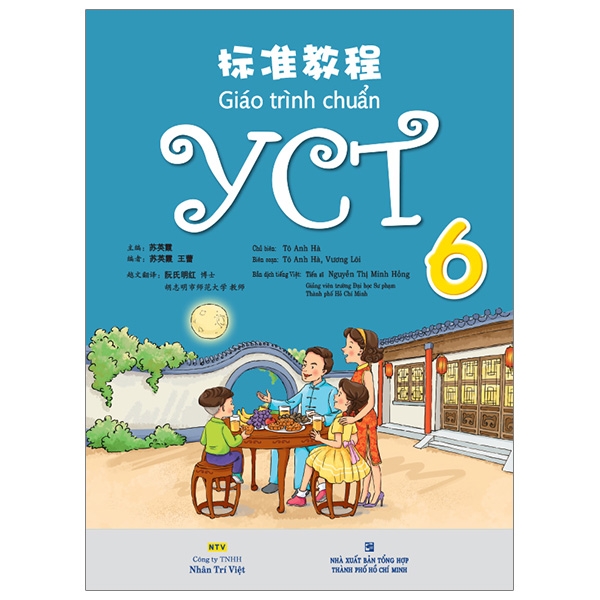 标准教程
Giáo trình chuẩn
YCT
6
主编：苏英霞
编者：苏英霞 王蕾
越文翻译：阮氏明红 博士
胡志明市师范大学 教师
Chủ biên: Tô Anh Hà
Biên soạn: Tô Anh Hà, Vương Lôi
Bản dịch tiếng Việt: Tiến sĩ Nguyễn Thị Minh Hồng
Giảng viên trường Đại học Sư phạm
Thành phố Hồ Chí Minh
NTV
Công ty TNHH
Nhân Trí Việt
NHÀ XUẤT BẢN TỔNG HỢP
THÀNH PHỐ HỒ CHÍ MINH